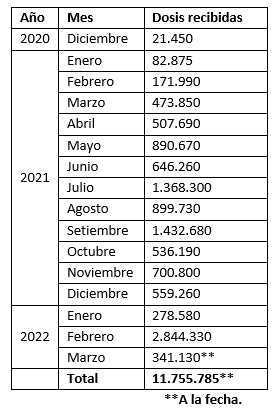 Año Mes Dosis recibidas
2020 Diciembre 21.450
2021 Enero 82.875
Febrero 171.990
Marzo 473.850
Abril 507.690
Mayo 890.670
Junio 646.260
Julio 1.368.300
Agosto 899.730
Setiembre 1.432.680
Octubre 536.190
Noviembre 700.800
Diciembre 559.260
2022 Enero 278.580
Febrero 2.844.330
Marzo 341.130**
Total 11.755.785**
**A la fecha.